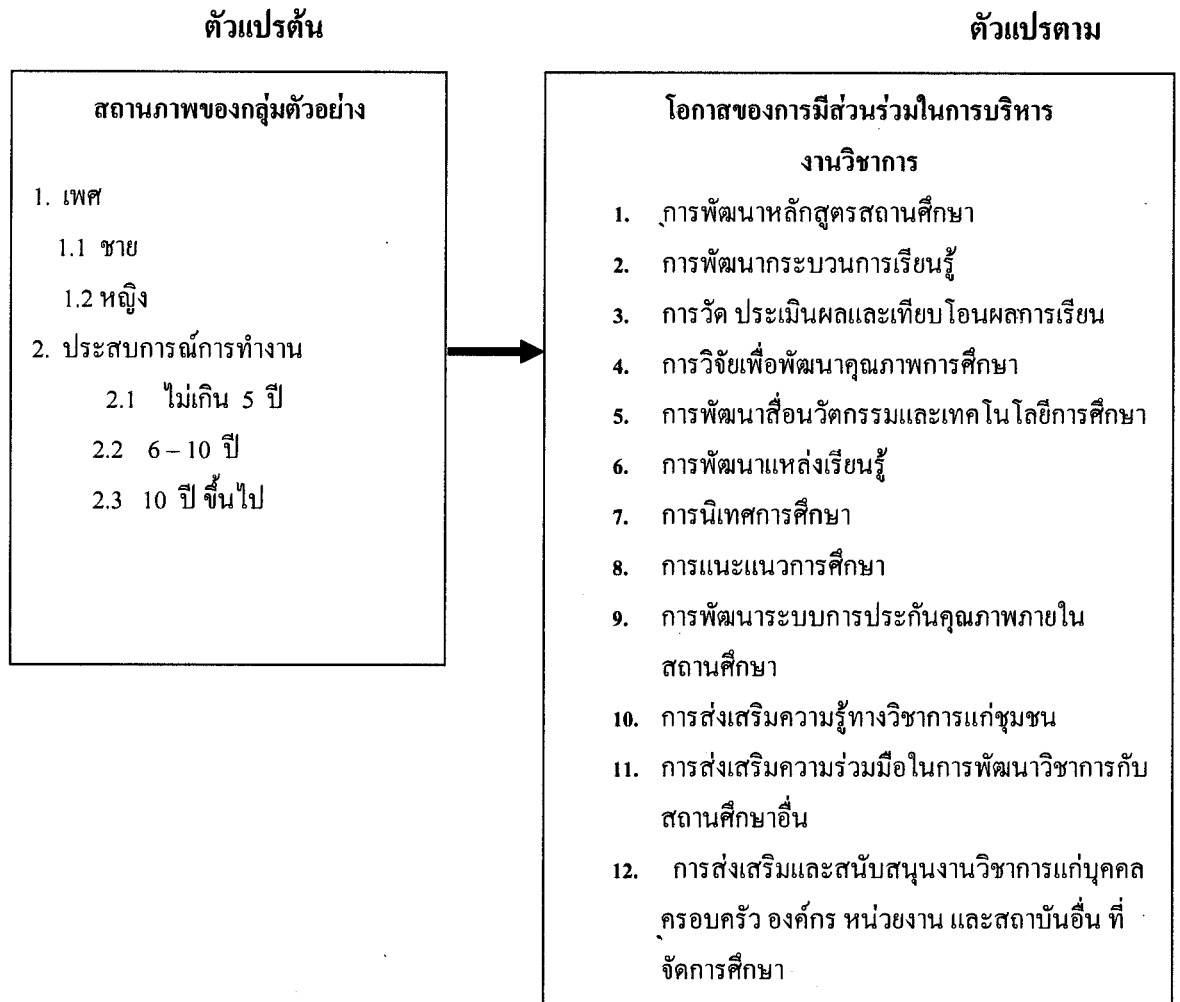 ตัวแปรต้น
ตัวแปรตาม
สถานภาพของกลุ่มตัวอย่าง
1. เพศ
1.1 ชาย
1.2 หญิง
2. ประสบการณ์การทำงาน
2.1 ไม่เกิน 5 ปี
2.2 6 – 10 ปี
2.3 10 ปี ขึ้นไป
โอกาสของการมีส่วนร่วมในการบริหาร
งานวิชาการ
1. การพัฒนาหลักสูตรสถานศึกษา
2. การพัฒนากระบวนการเรียนรู้
3. การวัด ประเมินผลและเทียบโอนผลการเรียน
4. การวิจัยเพื่อพัฒนาคุณภาพการศึกษา
5. การพัฒนาสื่อนวัตกรรมและเทคโนโลยีการศึกษา
6. การพัฒนาแหล่งเรียนรู้
7. การนิเทศการศึกษา
8. การแนะแนวการศึกษา
9. การพัฒนาระบบการประกันคุณภาพภายใน
สถานศึกษา
10. การส่งเสริมความรู้ทางวิชาการแก่ชุมชน
11. การส่งเสริมความร่วมมือในการพัฒนาวิชาการกับ
สถานศึกษาอื่น
12. การส่งเสริมและสนับสนุนงานวิชาการแก่บุคคล
ครอบครัว องค์กร หน่วยงาน และสถาบันอื่น ที่
จัดการศึกษา